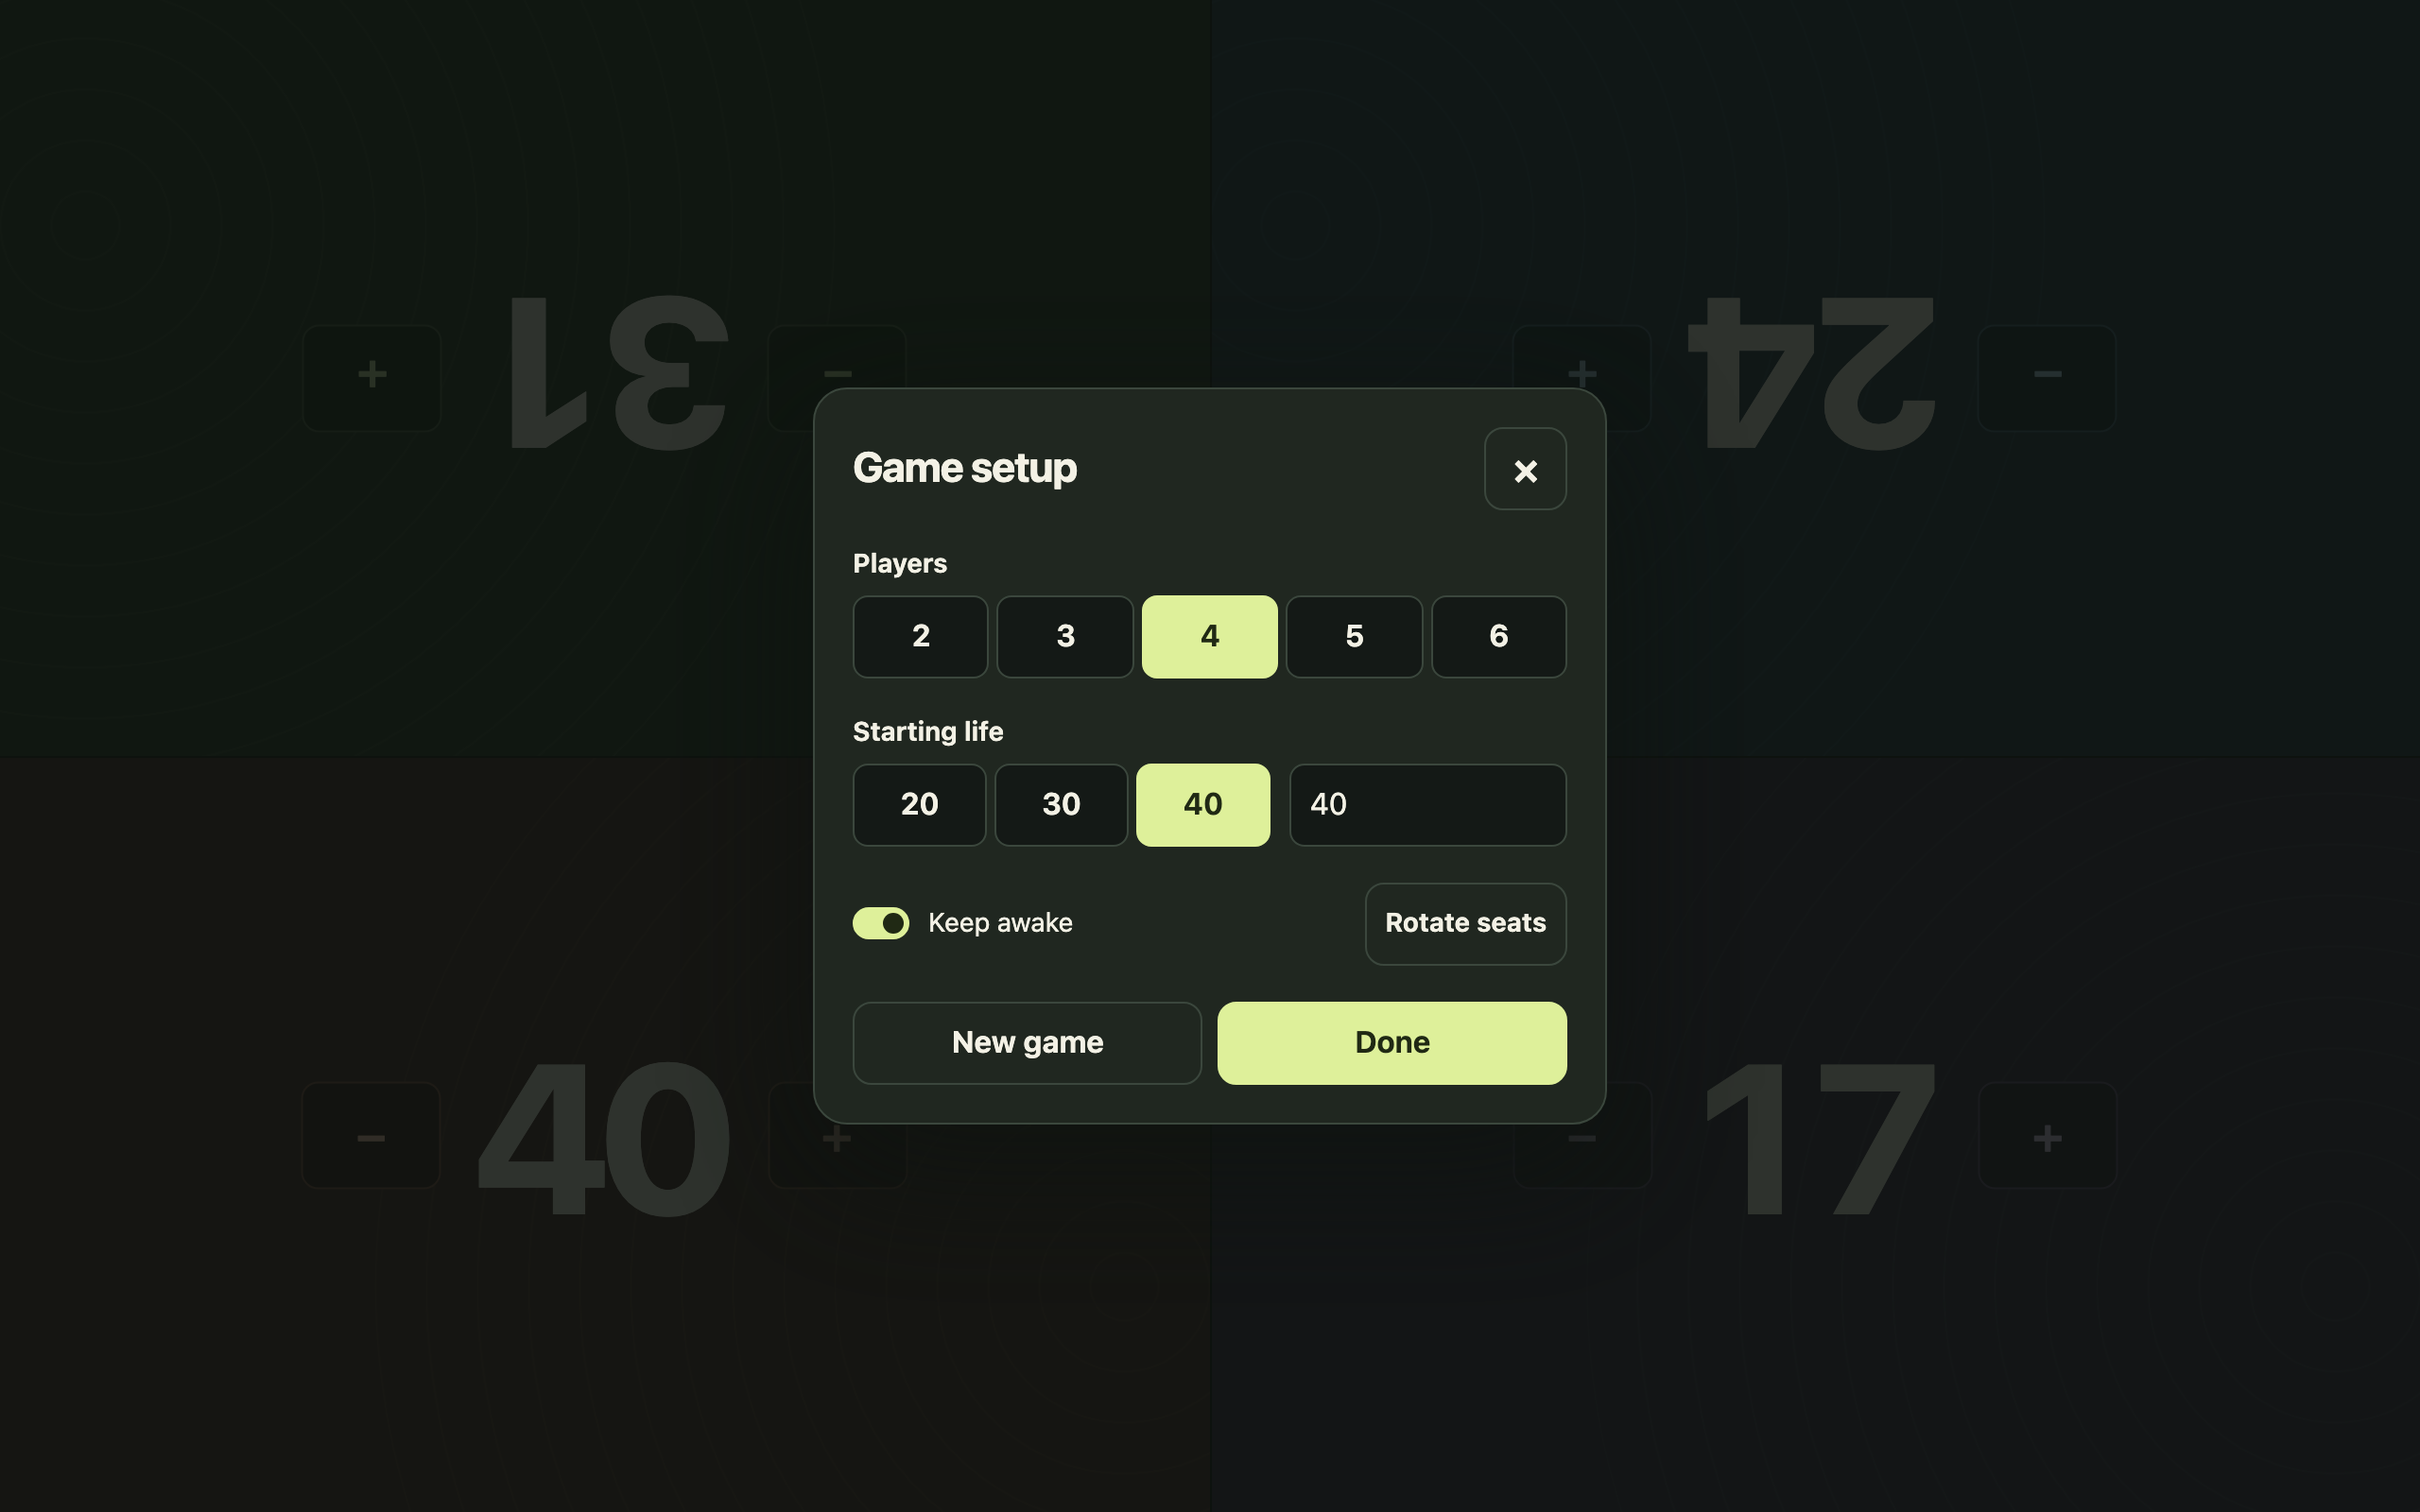 + 31 −
+ 24 −
Game setup ×
Players
2 3 4 5 6
Starting life
20 30 40 40
Keep awake Rotate seats
New game Done
− 40 +
− 17 +